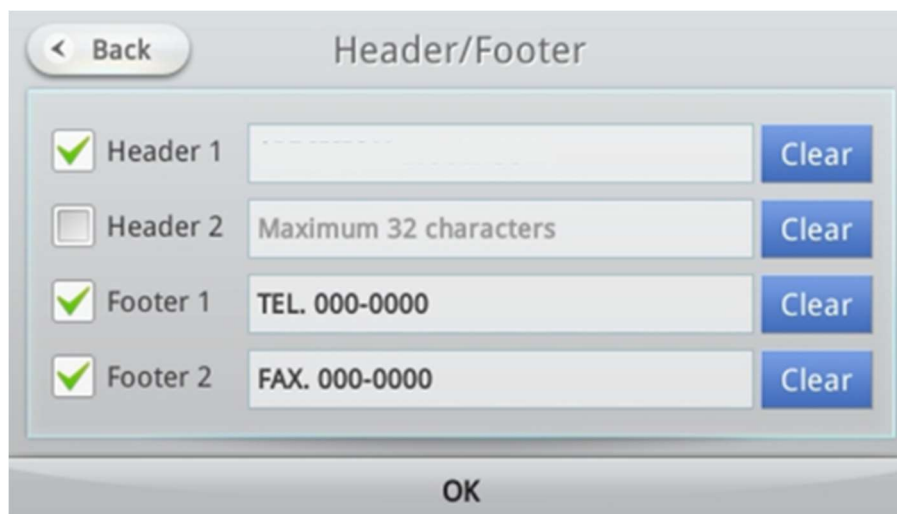 Back
Header/Footer
Header 1
Clear
Header 2
Maximum 32 characters
Clear
Footer 1
TEL. 000-0000
Clear
Footer 2
FAX. 000-0000
Clear
OK